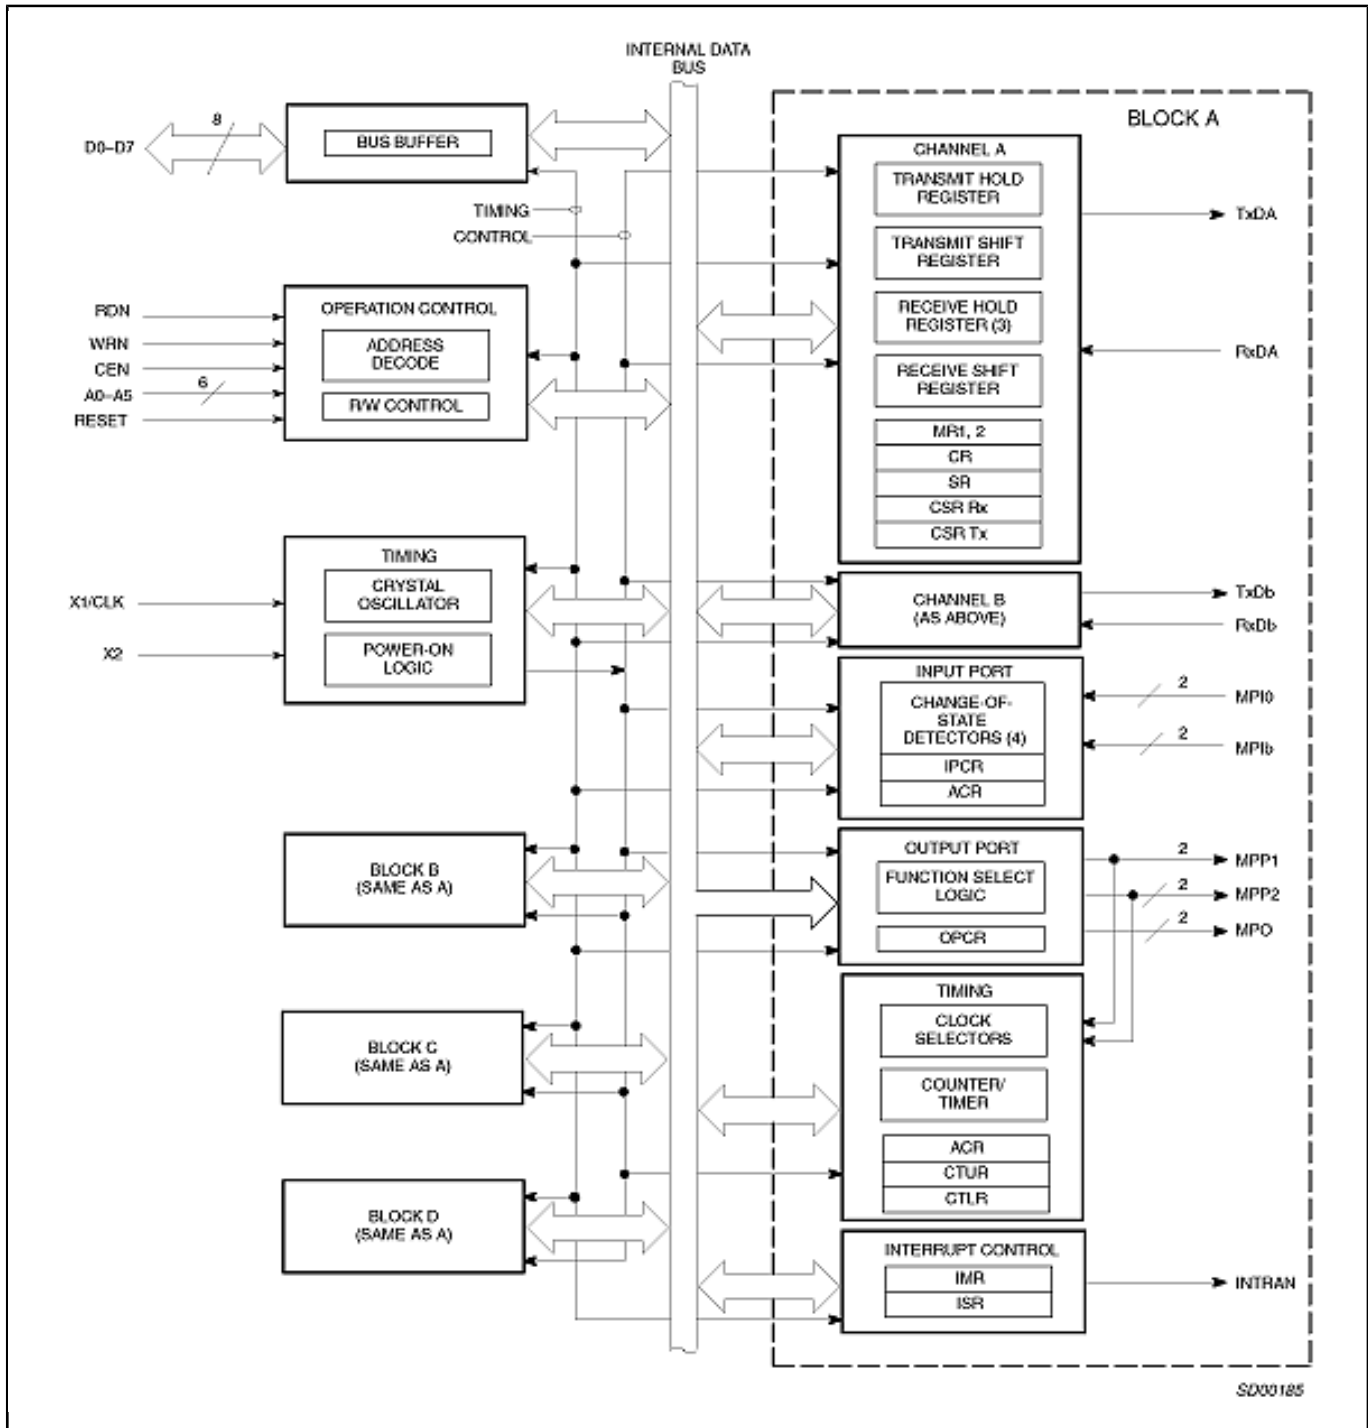 INTERNAL DATA
BUS
BLOCK A
D0–D7
8
BUS BUFFER
TIMING
CONTROL
RDN
WRN
CEN
A0–A5
6
RESET
OPERATION CONTROL
ADDRESS
DECODE
R/W CONTROL
X1/CLK
X2
TIMING
CRYSTAL
OSCILLATOR
POWER-ON
LOGIC
BLOCK B
(SAME AS A)
BLOCK C
(SAME AS A)
BLOCK D
(SAME AS A)
CHANNEL A
TRANSMIT HOLD
REGISTER
TRANSMIT SHIFT
REGISTER
RECEIVE HOLD
REGISTER (3)
RECEIVE SHIFT
REGISTER
MR1, 2
CR
SR
CSR Rx
CSR Tx
TxDA
RxDA
CHANNEL B
(AS ABOVE)
TxDb
RxDb
INPUT PORT
CHANGE-OF-
STATE
DETECTORS (4)
IPCR
ACR
2
MPI0
2
MPIb
OUTPUT PORT
FUNCTION SELECT
LOGIC
OPCR
2
MPP1
2
MPP2
2
MPO
TIMING
CLOCK
SELECTORS
COUNTER/
TIMER
ACR
CTUR
CTLR
INTERRUPT CONTROL
IMR
ISR
INTRAN
SD00185